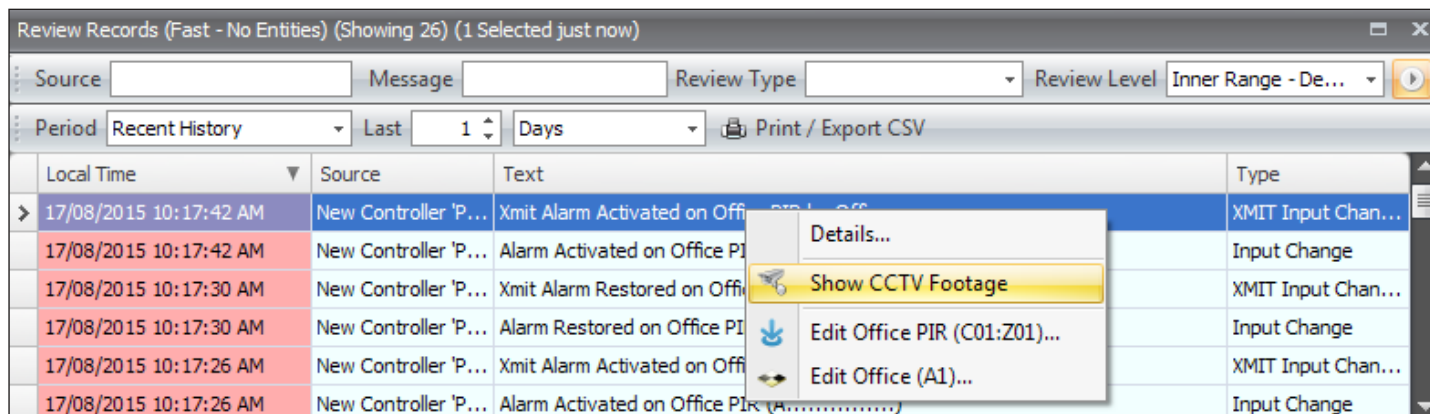 Review Records (Fast - No Entities) (Showing 26) (1 Selected just now)
Source Message Review Type Review Level Inner Range - De...
Period Recent History Last 1 Days Print / Export CSV
Local Time Source Text Type
17/08/2015 10:17:42 AM New Controller 'P... Xmit Alarm Activated on Office PIR by Off XMIT Input Chan...
Details...
17/08/2015 10:17:42 AM New Controller 'P... Alarm Activated on Office PI Input Change
Show CCTV Footage
17/08/2015 10:17:30 AM New Controller 'P... Xmit Alarm Restored on Offi XMIT Input Chan...
17/08/2015 10:17:30 AM New Controller 'P... Alarm Restored on Office PI Input Change
Edit Office PIR (C01:Z01)...
17/08/2015 10:17:26 AM New Controller 'P... Xmit Alarm Activated on Offi XMIT Input Chan...
Edit Office (A1)...
17/08/2015 10:17:26 AM New Controller 'P... Alarm Activated on Office PIR Input Change